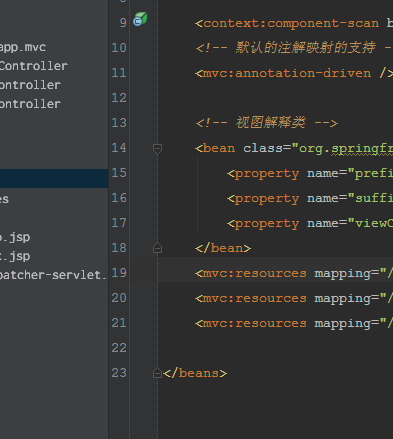 app.mvc
Controller
ontroller
ontroller
es
.jsp
t.jsp
patcher-servlet.
9 <context:component-scan b
10 <!-- 默认的注解映射的支持 -
11 <mvc:annotation-driven />
12
13 <!-- 视图解释类 -->
14 <bean class="org.springfr
15 <property name="prefi
16 <property name="suffi
17 <property name="viewC
18 </bean>
19 <mvc:resources mapping="/
20 <mvc:resources mapping="/
21 <mvc:resources mapping="/
22
23 </beans>